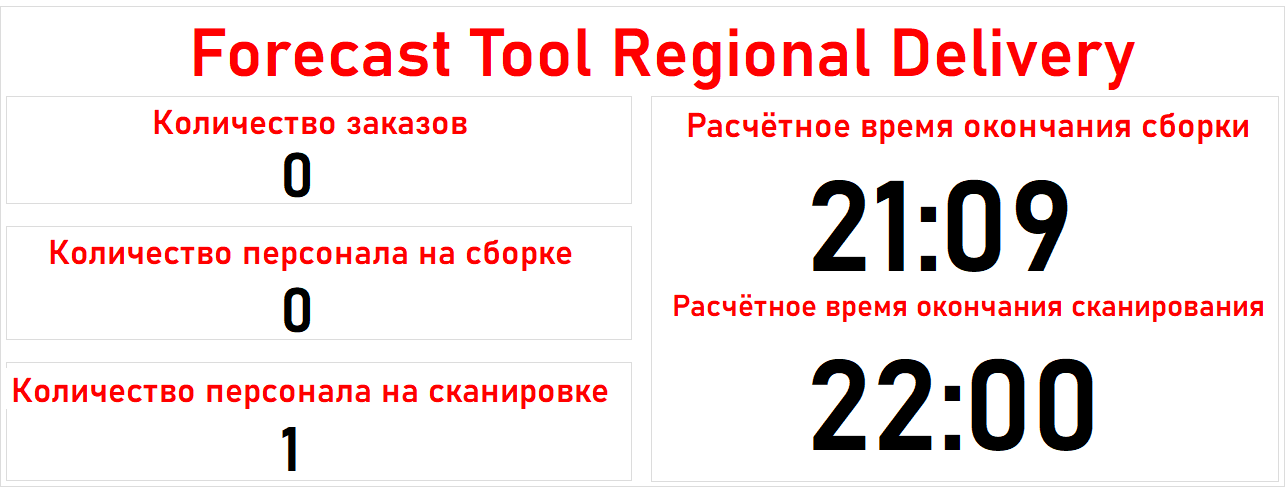 Forecast Tool Regional Delivery
Количество заказов
0
Количество персонала на сборке
0
Количество персонала на сканировке
1
Расчётное время окончания сборки
21:09
Расчётное время окончания сканирования
22:00